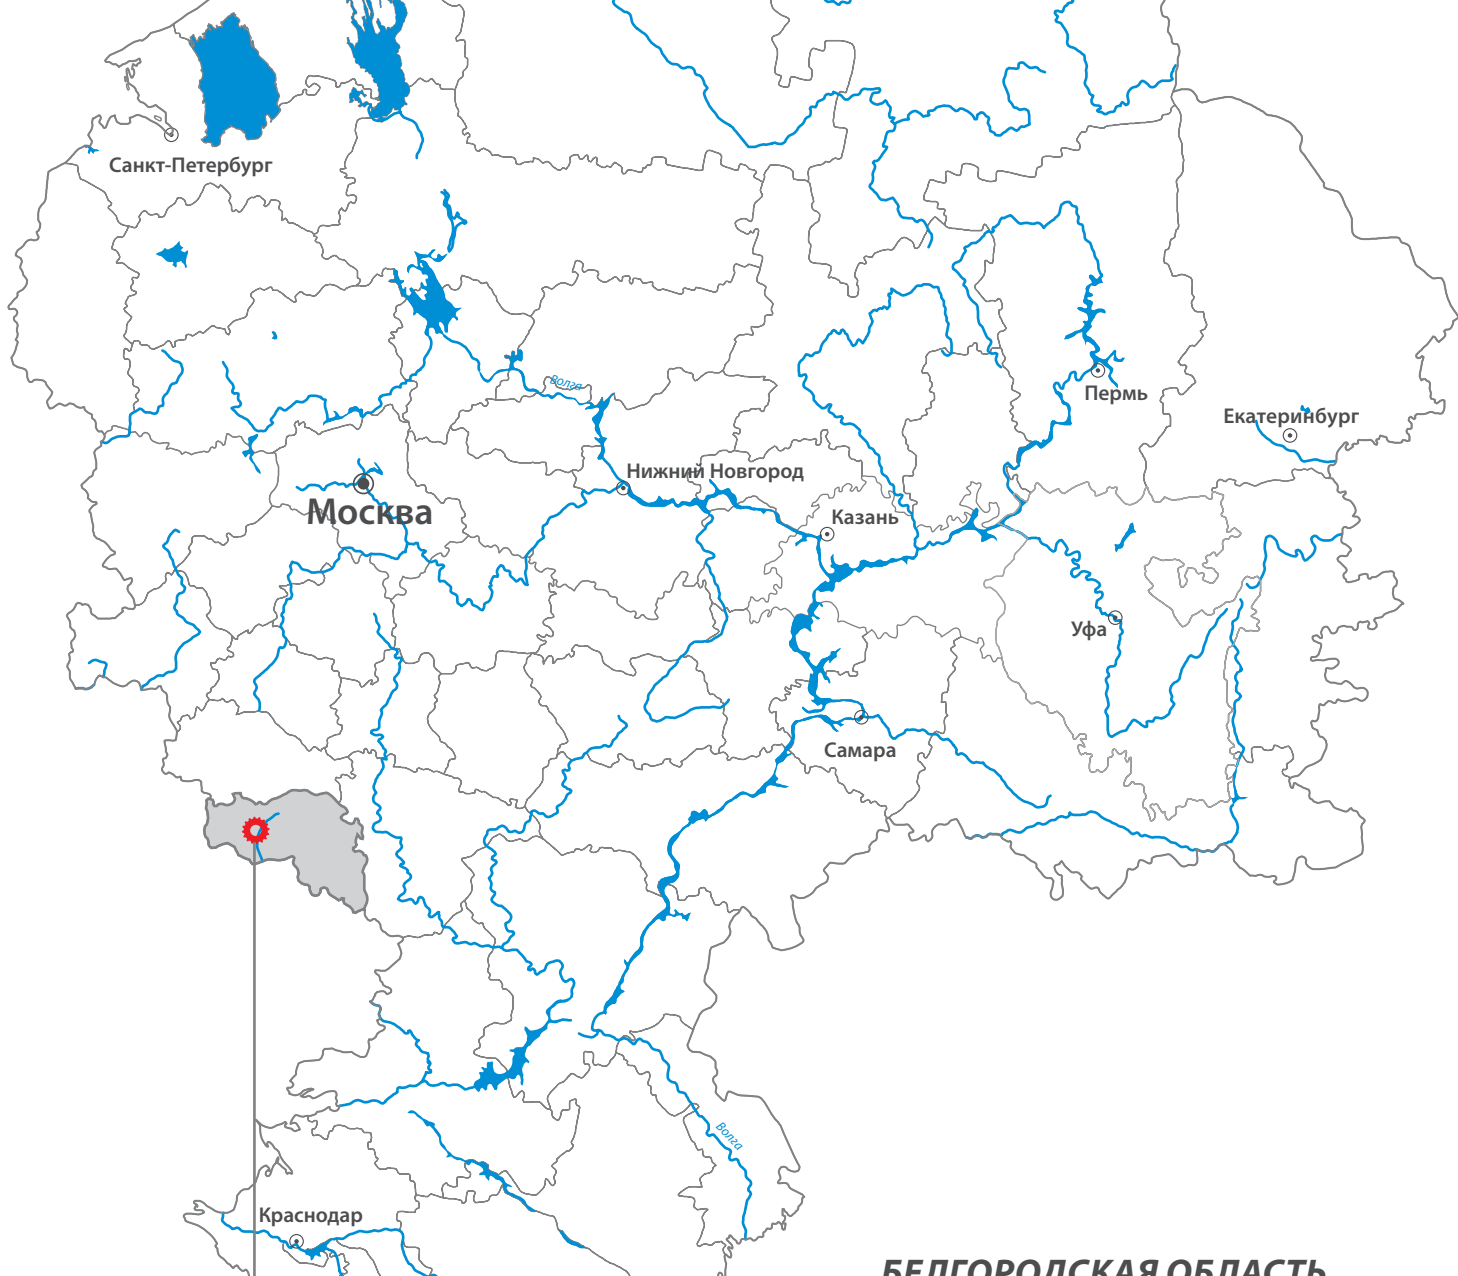 Санкт-Петербург
Волга
Пермь
Екатеринбург
Нижний Новгород
Москва
Казань
Уфа
Самара
Волга
Краснодар
БЕЛГОРОДСКАЯ ОБЛАСТЬ